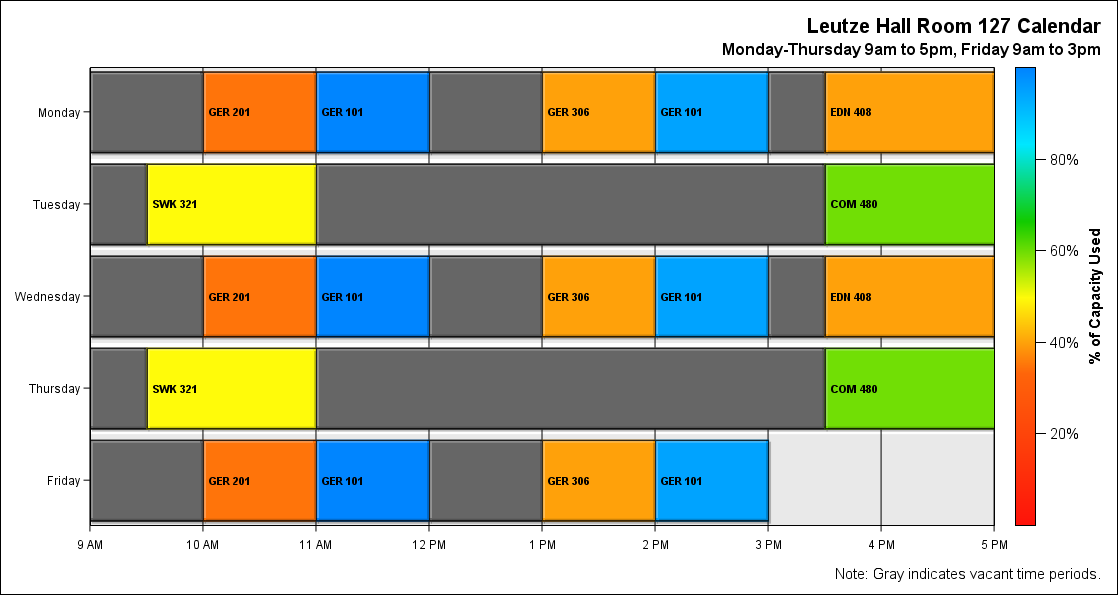 Leutze Hall Room 127 Calendar
Monday-Thursday 9am to 5pm, Friday 9am to 3pm
Monday
GER 201
GER 101
GER 306
GER 101
EDN 408
Tuesday
SWK 321
COM 480
Wednesday
GER 201
GER 101
GER 306
GER 101
EDN 408
Thursday
SWK 321
COM 480
Friday
GER 201
GER 101
GER 306
GER 101
9 AM
10 AM
11 AM
12 PM
1 PM
2 PM
3 PM
4 PM
5 PM
80%
60%
40%
20%
% of Capacity Used
Note: Gray indicates vacant time periods.